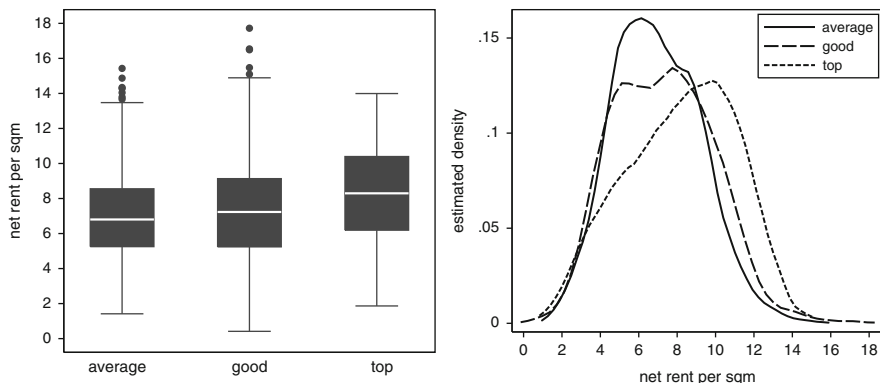 net rent per sqm
18
16
14
12
10
8
6
4
2
0
average good top
estimated density
.15
.1
.05
0
average
good
top
0 2 4 6 8 10 12 14 16 18
net rent per sqm